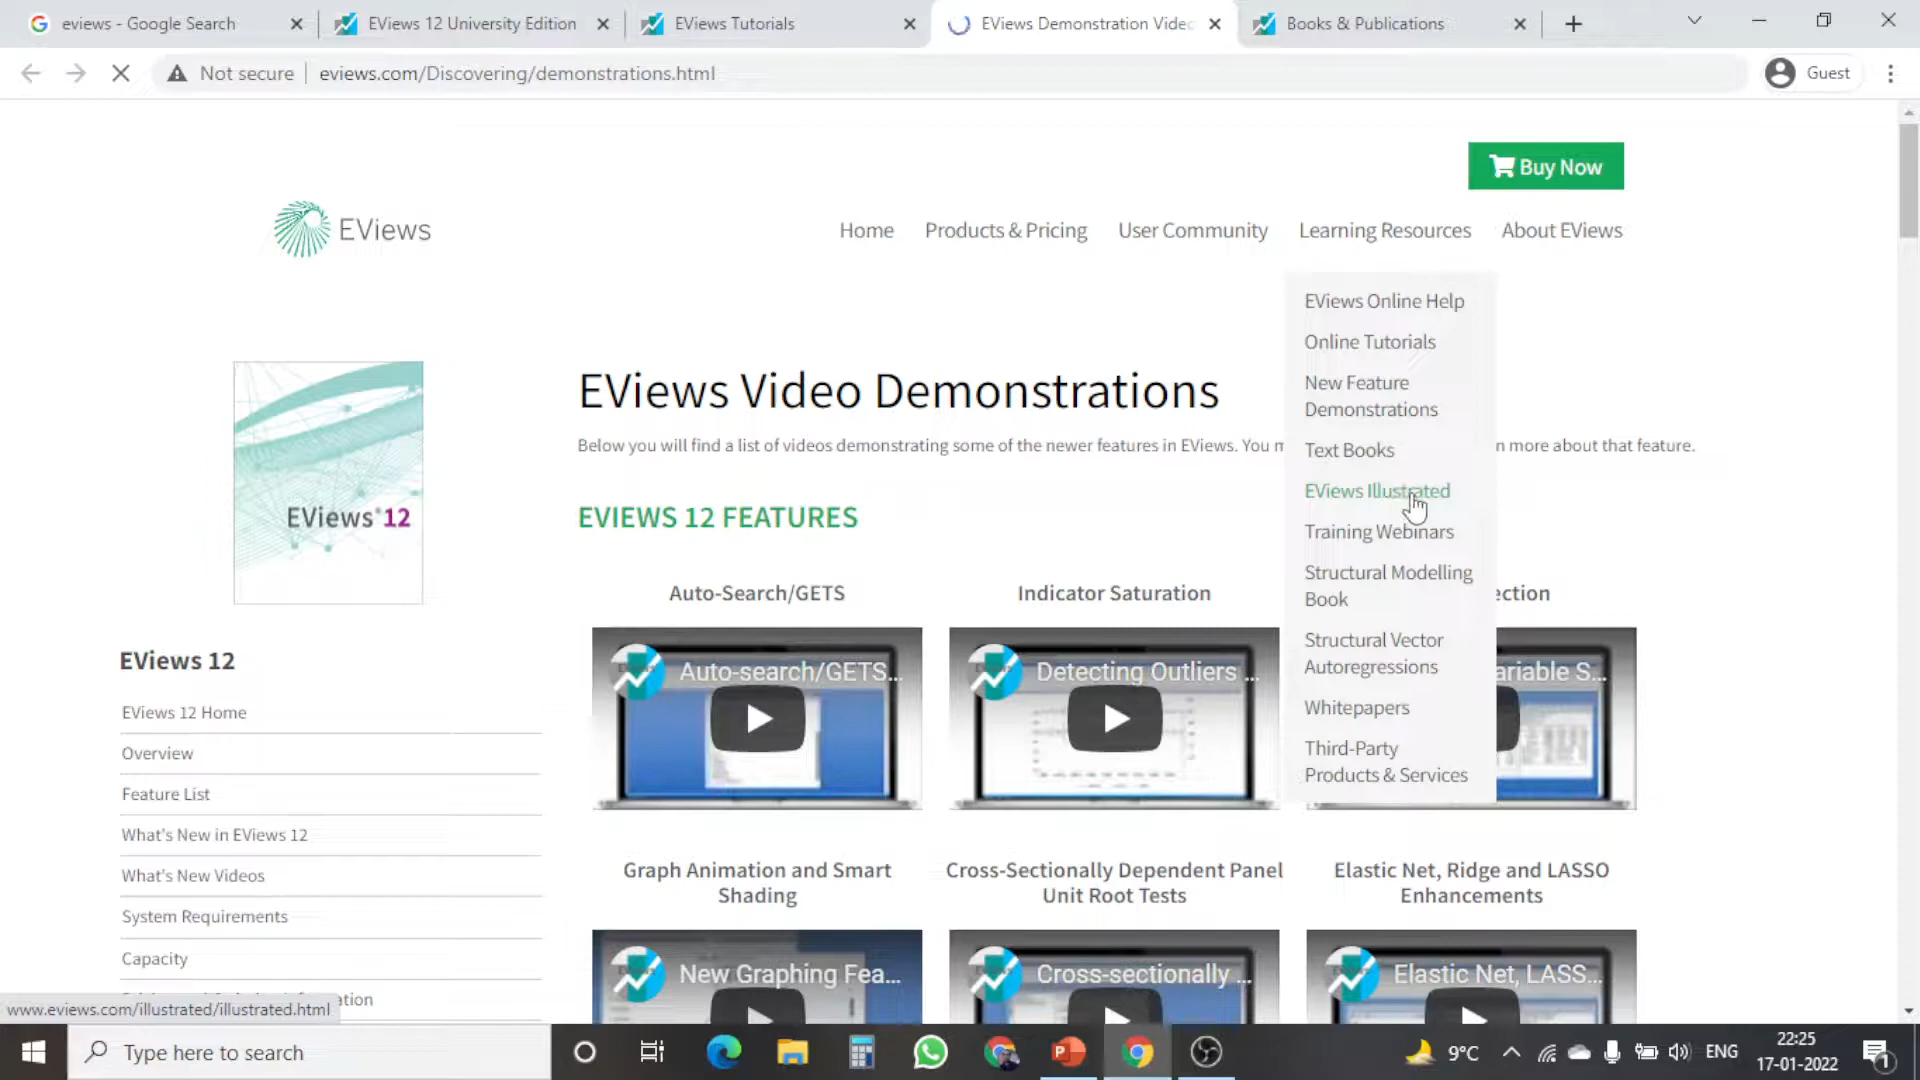 eviews - Google Search
EViews 12 University Edition
EViews Tutorials
EViews Demonstration Video
Books & Publications
Not secure
eviews.com/Discovering/demonstrations.html
Guest
Buy Now
EViews
Home
Products & Pricing
User Community
Learning Resources
About EViews
EViews Online Help
Online Tutorials
New Feature
Demonstrations
Text Books
EViews Illustrated
Training Webinars
Structural Modelling
Book
Structural Vector
Autoregressions
Whitepapers
Third-Party
Products & Services
EViews 12
EViews Video Demonstrations
Below you will find a list of videos demonstrating some of the newer features in EViews. You m
n more about that feature.
EVIEWS 12 FEATURES
Auto-Search/GETS
Indicator Saturation
ection
Auto-search/GETS...
Detecting Outliers ...
ariable S...
EViews 12
EViews 12 Home
Overview
Feature List
What's New in EViews 12
What's New Videos
System Requirements
Capacity
ation
Graph Animation and Smart
Shading
Cross-Sectionally Dependent Panel
Unit Root Tests
Elastic Net, Ridge and LASSO
Enhancements
New Graphing Fea...
Cross-sectionally ...
Elastic Net, LASS...
www.eviews.com/illustrated/illustrated.html
Type here to search
9°C
ENG
22:25
17-01-2022
1